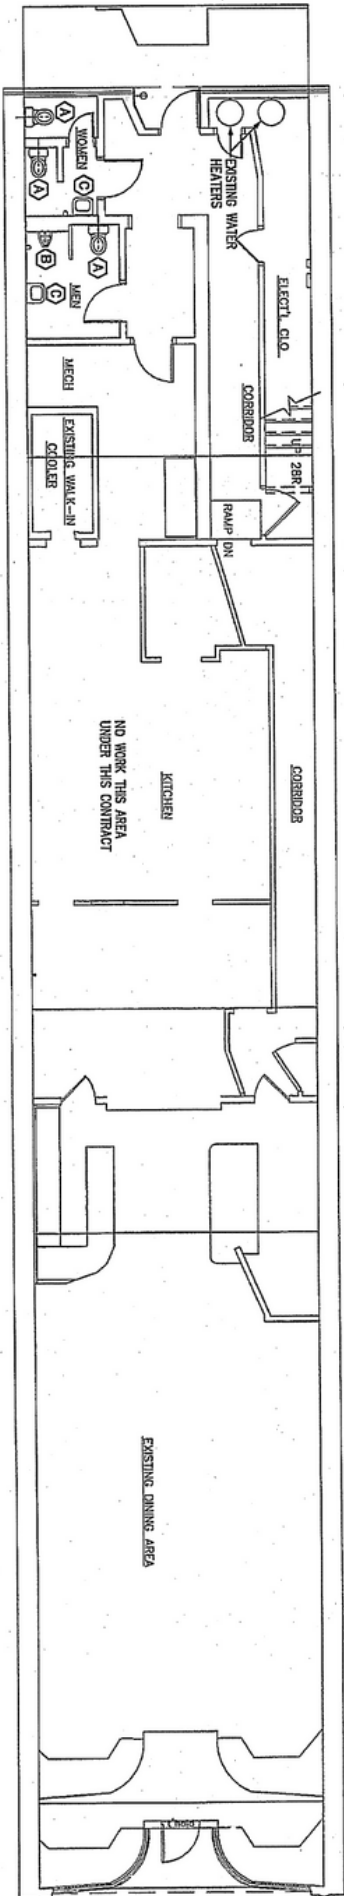 A
WOMEN
C
A
A
B
C
MEN
EXISTING WATER
HEATERS
ELECT'L CLO
CORRIDOR
UP 28R
RAMP DN
MECH
EXISTING WALK-IN
COOLER
CORRIDOR
KITCHEN
NO WORK THIS AREA
UNDER THIS CONTRACT
EXISTING DINING AREA